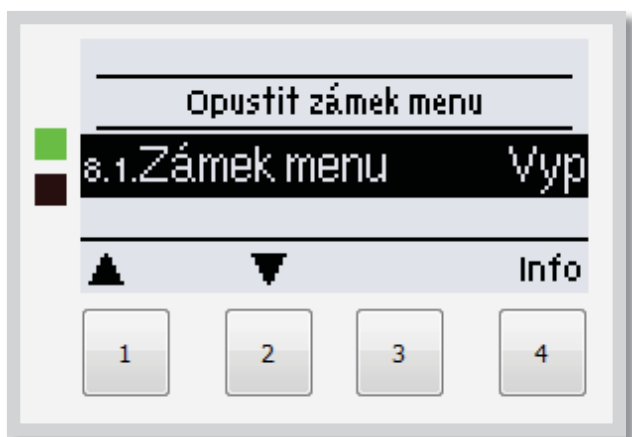 Opustit zámek menu
8.1.Zámek menu Vyp
▲ ▼ Info
1 2 3 4